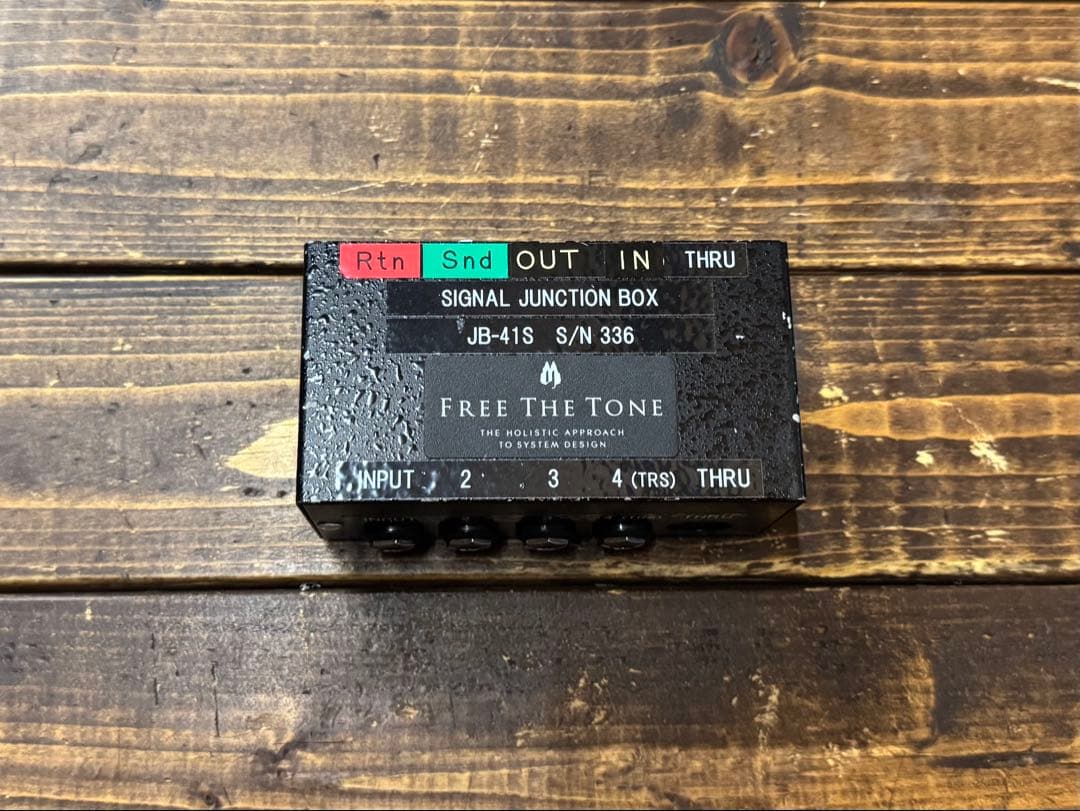 Rtn Snd OUT IN THRU
SIGNAL JUNCTION BOX
JB-41S S/N 336
FREE THE TONE
THE HOLISTIC APPROACH
TO SYSTEM DESIGN
INPUT 2 3 4 (TRS) THRU